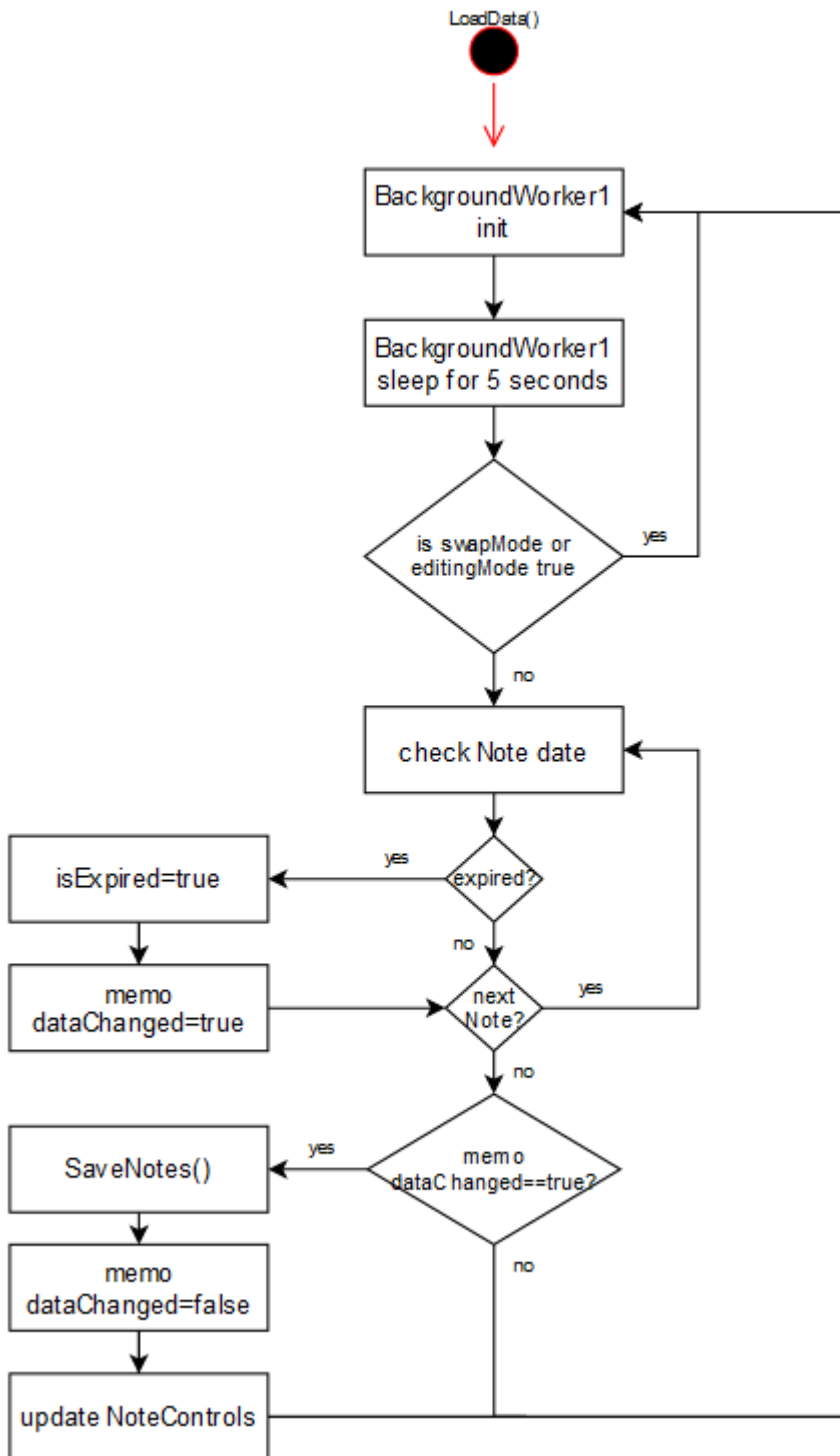 LoadData()
BackgroundWorker1
init
BackgroundWorker1
sleep for 5 seconds
is swapMode or
editingMode true
yes
no
check Note date
yes
isExpired=true
expired?
no
memo
dataChanged=true
next
Note?
yes
no
yes
SaveNotes()
memo
dataChanged==true?
memo
dataChanged=false
no
update NoteControls